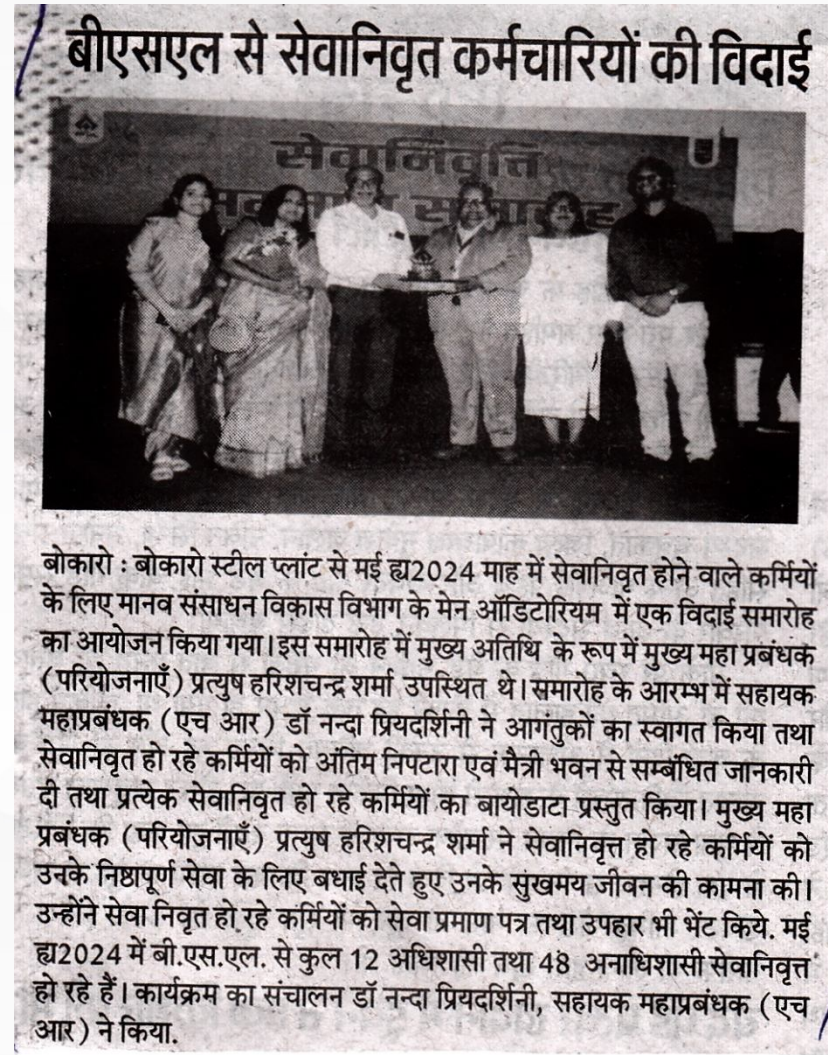 बीएसएल से सेवानिवृत कर्मचारियों की विदाई
सेवानिवृत्ति
समारोह
बोकारो : बोकारो स्टील प्लांट से मई ह्य2024 माह में सेवानिवृत होने वाले कर्मियों
के लिए मानव संसाधन विकास विभाग के मेन ऑडिटोरियम में एक विदाई समारोह
का आयोजन किया गया। इस समारोह में मुख्य अतिथि के रूप में मुख्य महा प्रबंधक
(परियोजनाएँ) प्रत्युष हरिशचन्द्र शर्मा उपस्थित थे। समारोह के आरम्भ में सहायक
महाप्रबंधक (एच आर) डॉ नन्दा प्रियदर्शिनी ने आगंतुकों का स्वागत किया तथा
सेवानिवृत हो रहे कर्मियों को अंतिम निपटारा एवं मैत्री भवन से सम्बंधित जानकारी
दी तथा प्रत्येक सेवानिवृत हो रहे कर्मियों का बायोडाटा प्रस्तुत किया। मुख्य महा
प्रबंधक (परियोजनाएँ) प्रत्युष हरिशचन्द्र शर्मा ने सेवानिवृत्त हो रहे कर्मियों को
उनके निष्ठापूर्ण सेवा के लिए बधाई देते हुए उनके सुखमय जीवन की कामना की।
उन्होंने सेवा निवृत हो रहे कर्मियों को सेवा प्रमाण पत्र तथा उपहार भी भेंट किये. मई
ह्य2024 में बी.एस.एल. से कुल 12 अधिशासी तथा 48 अनाधिशासी सेवानिवृत्त
हो रहे हैं। कार्यक्रम का संचालन डॉ नन्दा प्रियदर्शिनी, सहायक महाप्रबंधक (एच
आर) ने किया.